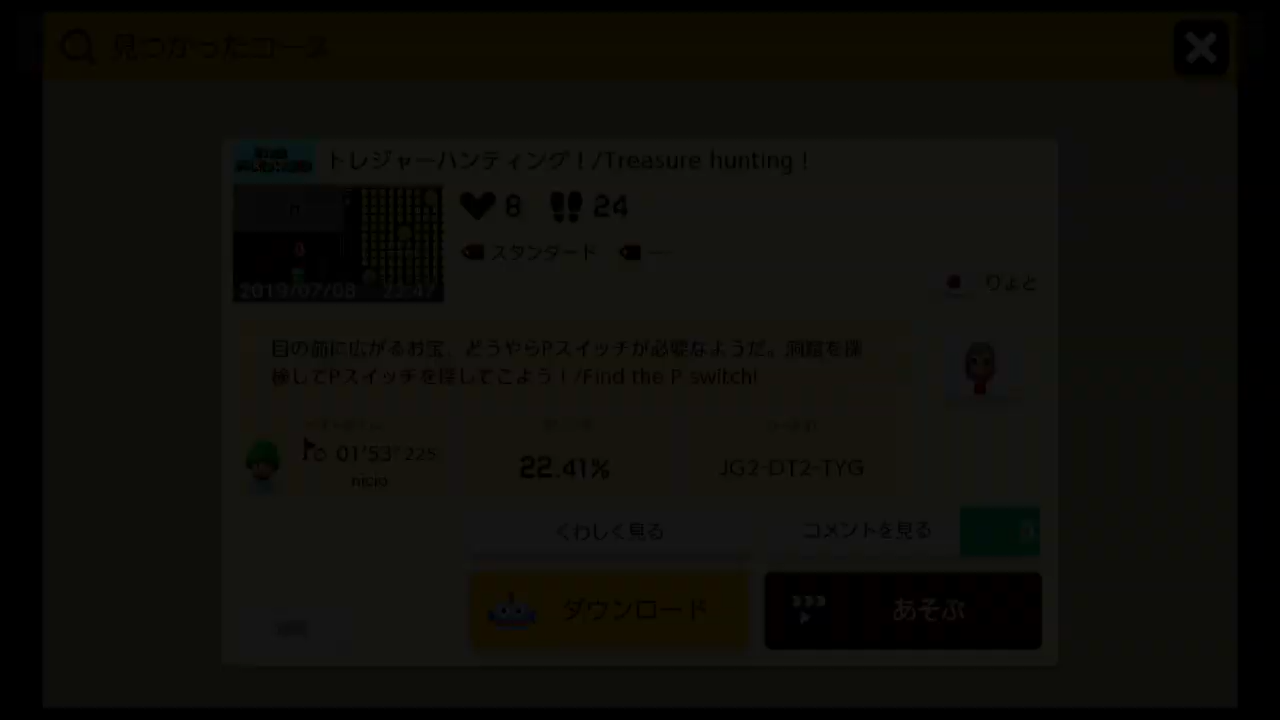 見つかったコース
トレジャーハンティング！/Treasure hunting！
8 24
スタンダード ---
2019/07/08 22:47
りょと
目の前に広がるお宝、どうやらPスイッチが必要なようだ。洞窟を探
検してPスイッチを探してこよう！/Find the P switch!
01'53"225
22.41%
JG2-DT2-TYG
くわしく見る
コメントを見る
ダウンロード
あそぶ